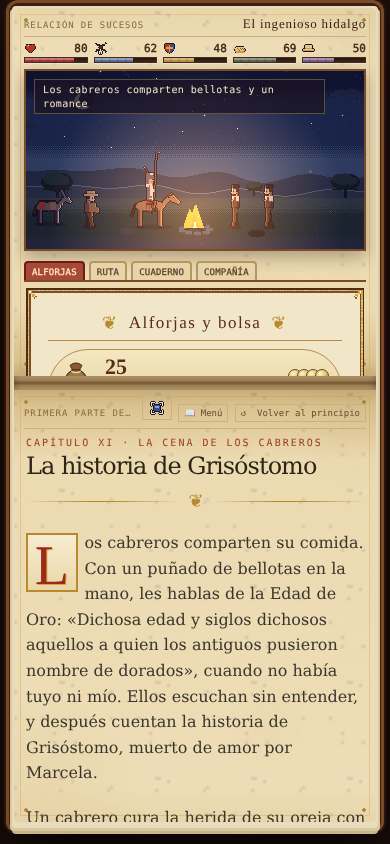 RELACIÓN DE SUCESOS
El ingenioso hidalgo
80 62 48 69 50
Los cabreros comparten bellotas y un
romance
ALFORJAS RUTA CUADERNO COMPAÑÍA
Alforjas y bolsa
25
PRIMERA PARTE DE… 📖 Menú ↺ Volver al principio
CAPÍTULO XI · LA CENA DE LOS CABREROS
La historia de Grisóstomo
Los cabreros comparten su comida.
Con un puñado de bellotas en la
mano, les hablas de la Edad de
Oro: «Dichosa edad y siglos dichosos
aquellos a quien los antiguos pusieron
nombre de dorados», cuando no había
tuyo ni mío. Ellos escuchan sin entender,
y después cuentan la historia de
Grisóstomo, muerto de amor por
Marcela.
Un cabrero cura la herida de su oreja con